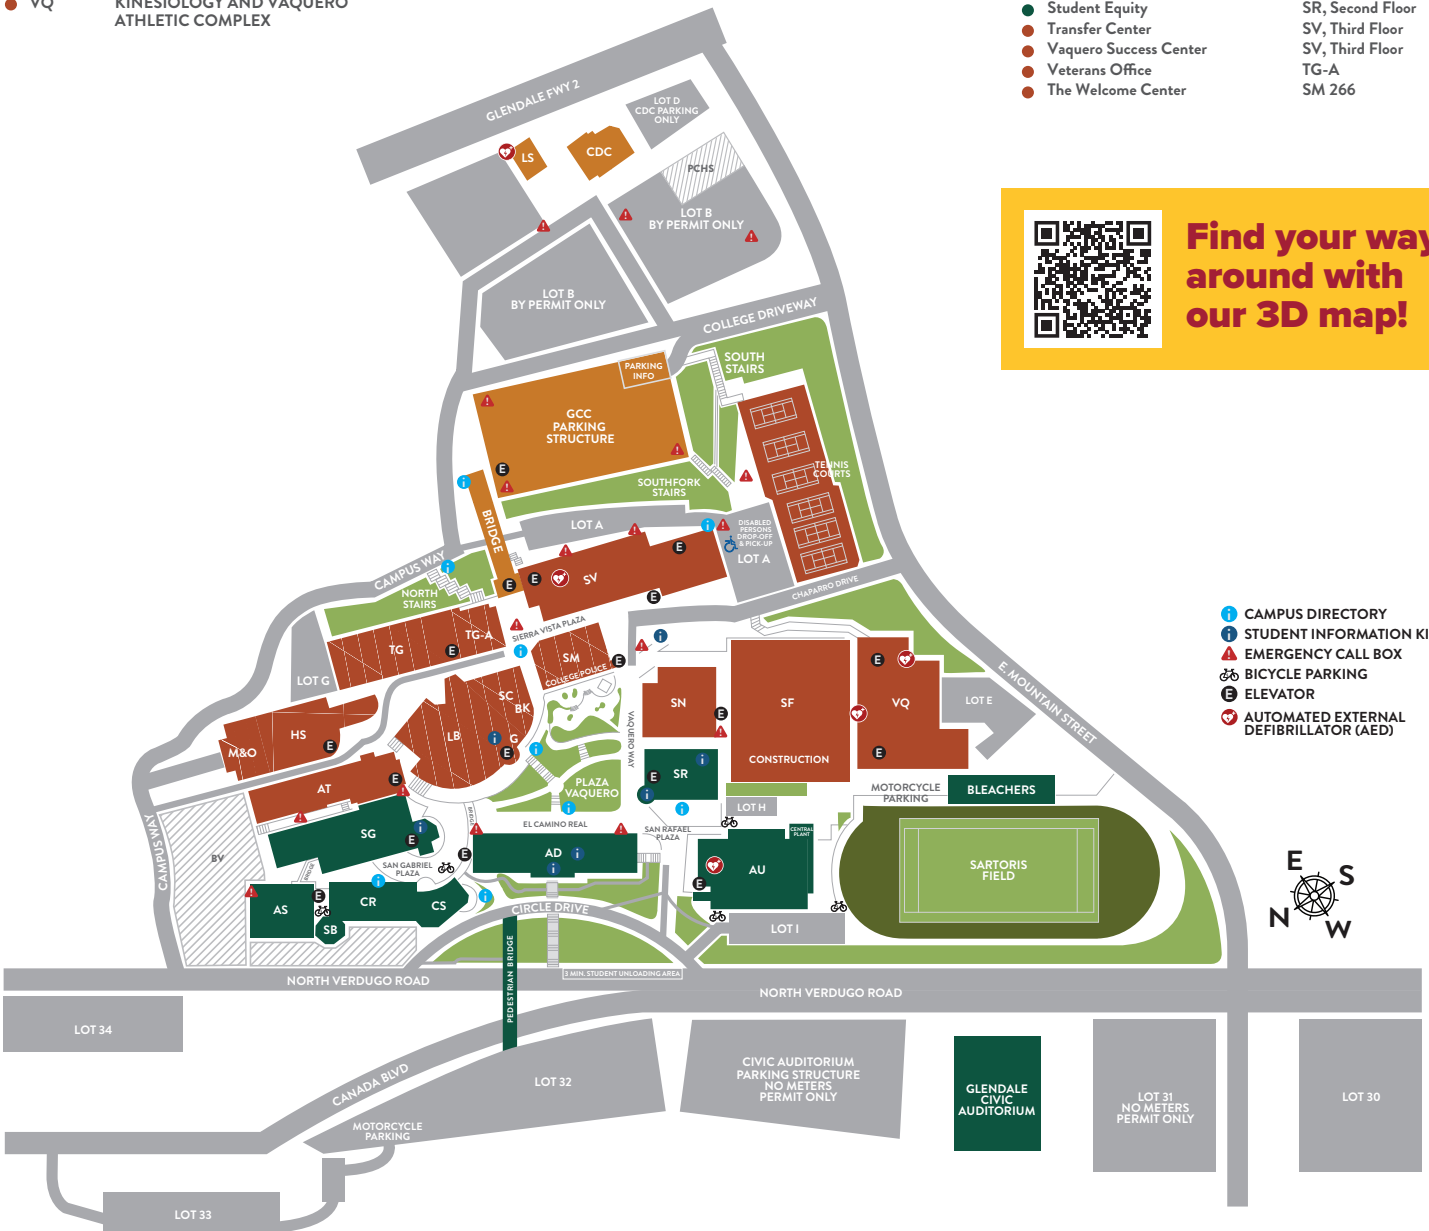 VQ
KINESIOLOGY AND VAQUERO
ATHLETIC COMPLEX
Student Equity SR, Second Floor
Transfer Center SV, Third Floor
Vaquero Success Center SV, Third Floor
Veterans Office TG-A
The Welcome Center SM 266
GLENDALE FWY 2
LOT D
CDC PARKING
ONLY
LS
CDC
PCHS
LOT B
BY PERMIT ONLY
LOT B
BY PERMIT ONLY
Find your way
around with
our 3D map!
COLLEGE DRIVEWAY
PARKING
INFO
SOUTH
STAIRS
GCC
PARKING
STRUCTURE
TENNIS
COURTS
SOUTHFORK
STAIRS
BRIDGE
LOT A
DISABLED
PERSONS
DROP-OFF
& PICK-UP
LOT A
CAMPUS WAY
NORTH
STAIRS
SV
CHAPARRO DRIVE
TG
TG-A
SIERRA VISTA PLAZA
SM
COLLEGE POLICE
LOT G
CAMPUS DIRECTORY
STUDENT INFORMATION KI
EMERGENCY CALL BOX
BICYCLE PARKING
E ELEVATOR
AUTOMATED EXTERNAL
DEFIBRILLATOR (AED)
E. MOUNTAIN STREET
SC
BK
LB
G
HS
M&O
VAQUERO WAY
SN
SF
VQ
LOT E
CONSTRUCTION
AT
SR
PLAZA
VAQUERO
MOTORCYCLE
PARKING
BLEACHERS
LOT H
EL CAMINO REAL
SAN RAFAEL
PLAZA
CENTRAL
PLANT
BRIDGE
SG
CAMPUS WAY
BV
SAN GABRIEL
PLAZA
BRIDGE
AD
AU
SARTORIS
FIELD
E
S
N
W
AS
CR
CS
SB
CIRCLE DRIVE
LOT I
PEDESTRIAN BRIDGE
3 MIN. STUDENT UNLOADING AREA
NORTH VERDUGO ROAD
NORTH VERDUGO ROAD
LOT 34
CANADA BLVD
LOT 32
CIVIC AUDITORIUM
PARKING STRUCTURE
NO METERS
PERMIT ONLY
GLENDALE
CIVIC
AUDITORIUM
LOT 31
NO METERS
PERMIT ONLY
LOT 30
MOTORCYCLE
PARKING
LOT 33